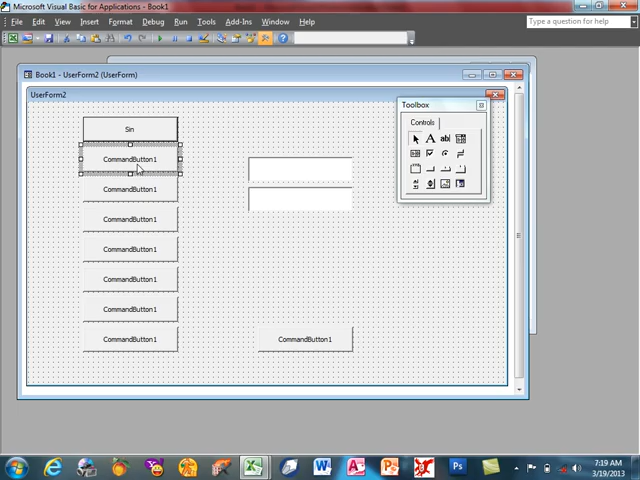 Microsoft Visual Basic for Applications - Book1
File Edit View Insert Format Debug Run Tools Add-Ins Window Help
Type a question for help
Book1 - UserForm2 (UserForm)
UserForm2
Toolbox
Controls
A ab|
Sin
CommandButton1
CommandButton1
CommandButton1
CommandButton1
CommandButton1
CommandButton1
CommandButton1
CommandButton1
7:19 AM
3/19/2013